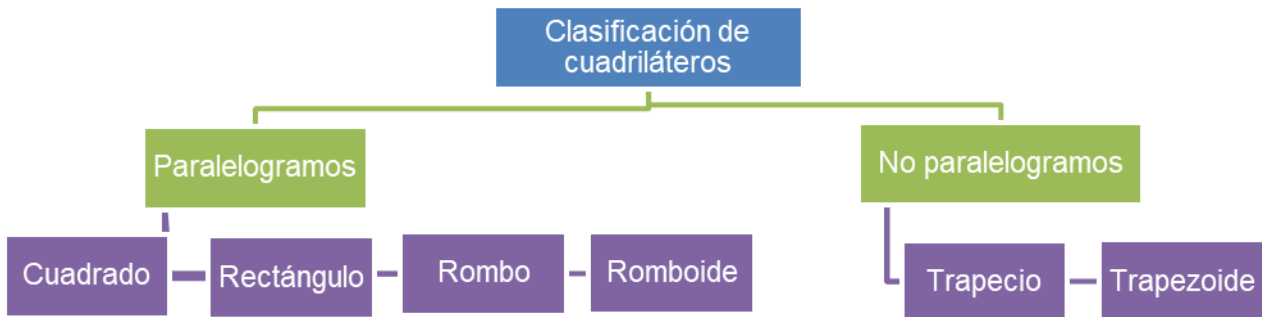 Clasificación de
cuadriláteros
Paralelogramos
No paralelogramos
Cuadrado
Rectángulo
Rombo
Romboide
Trapecio
Trapezoide